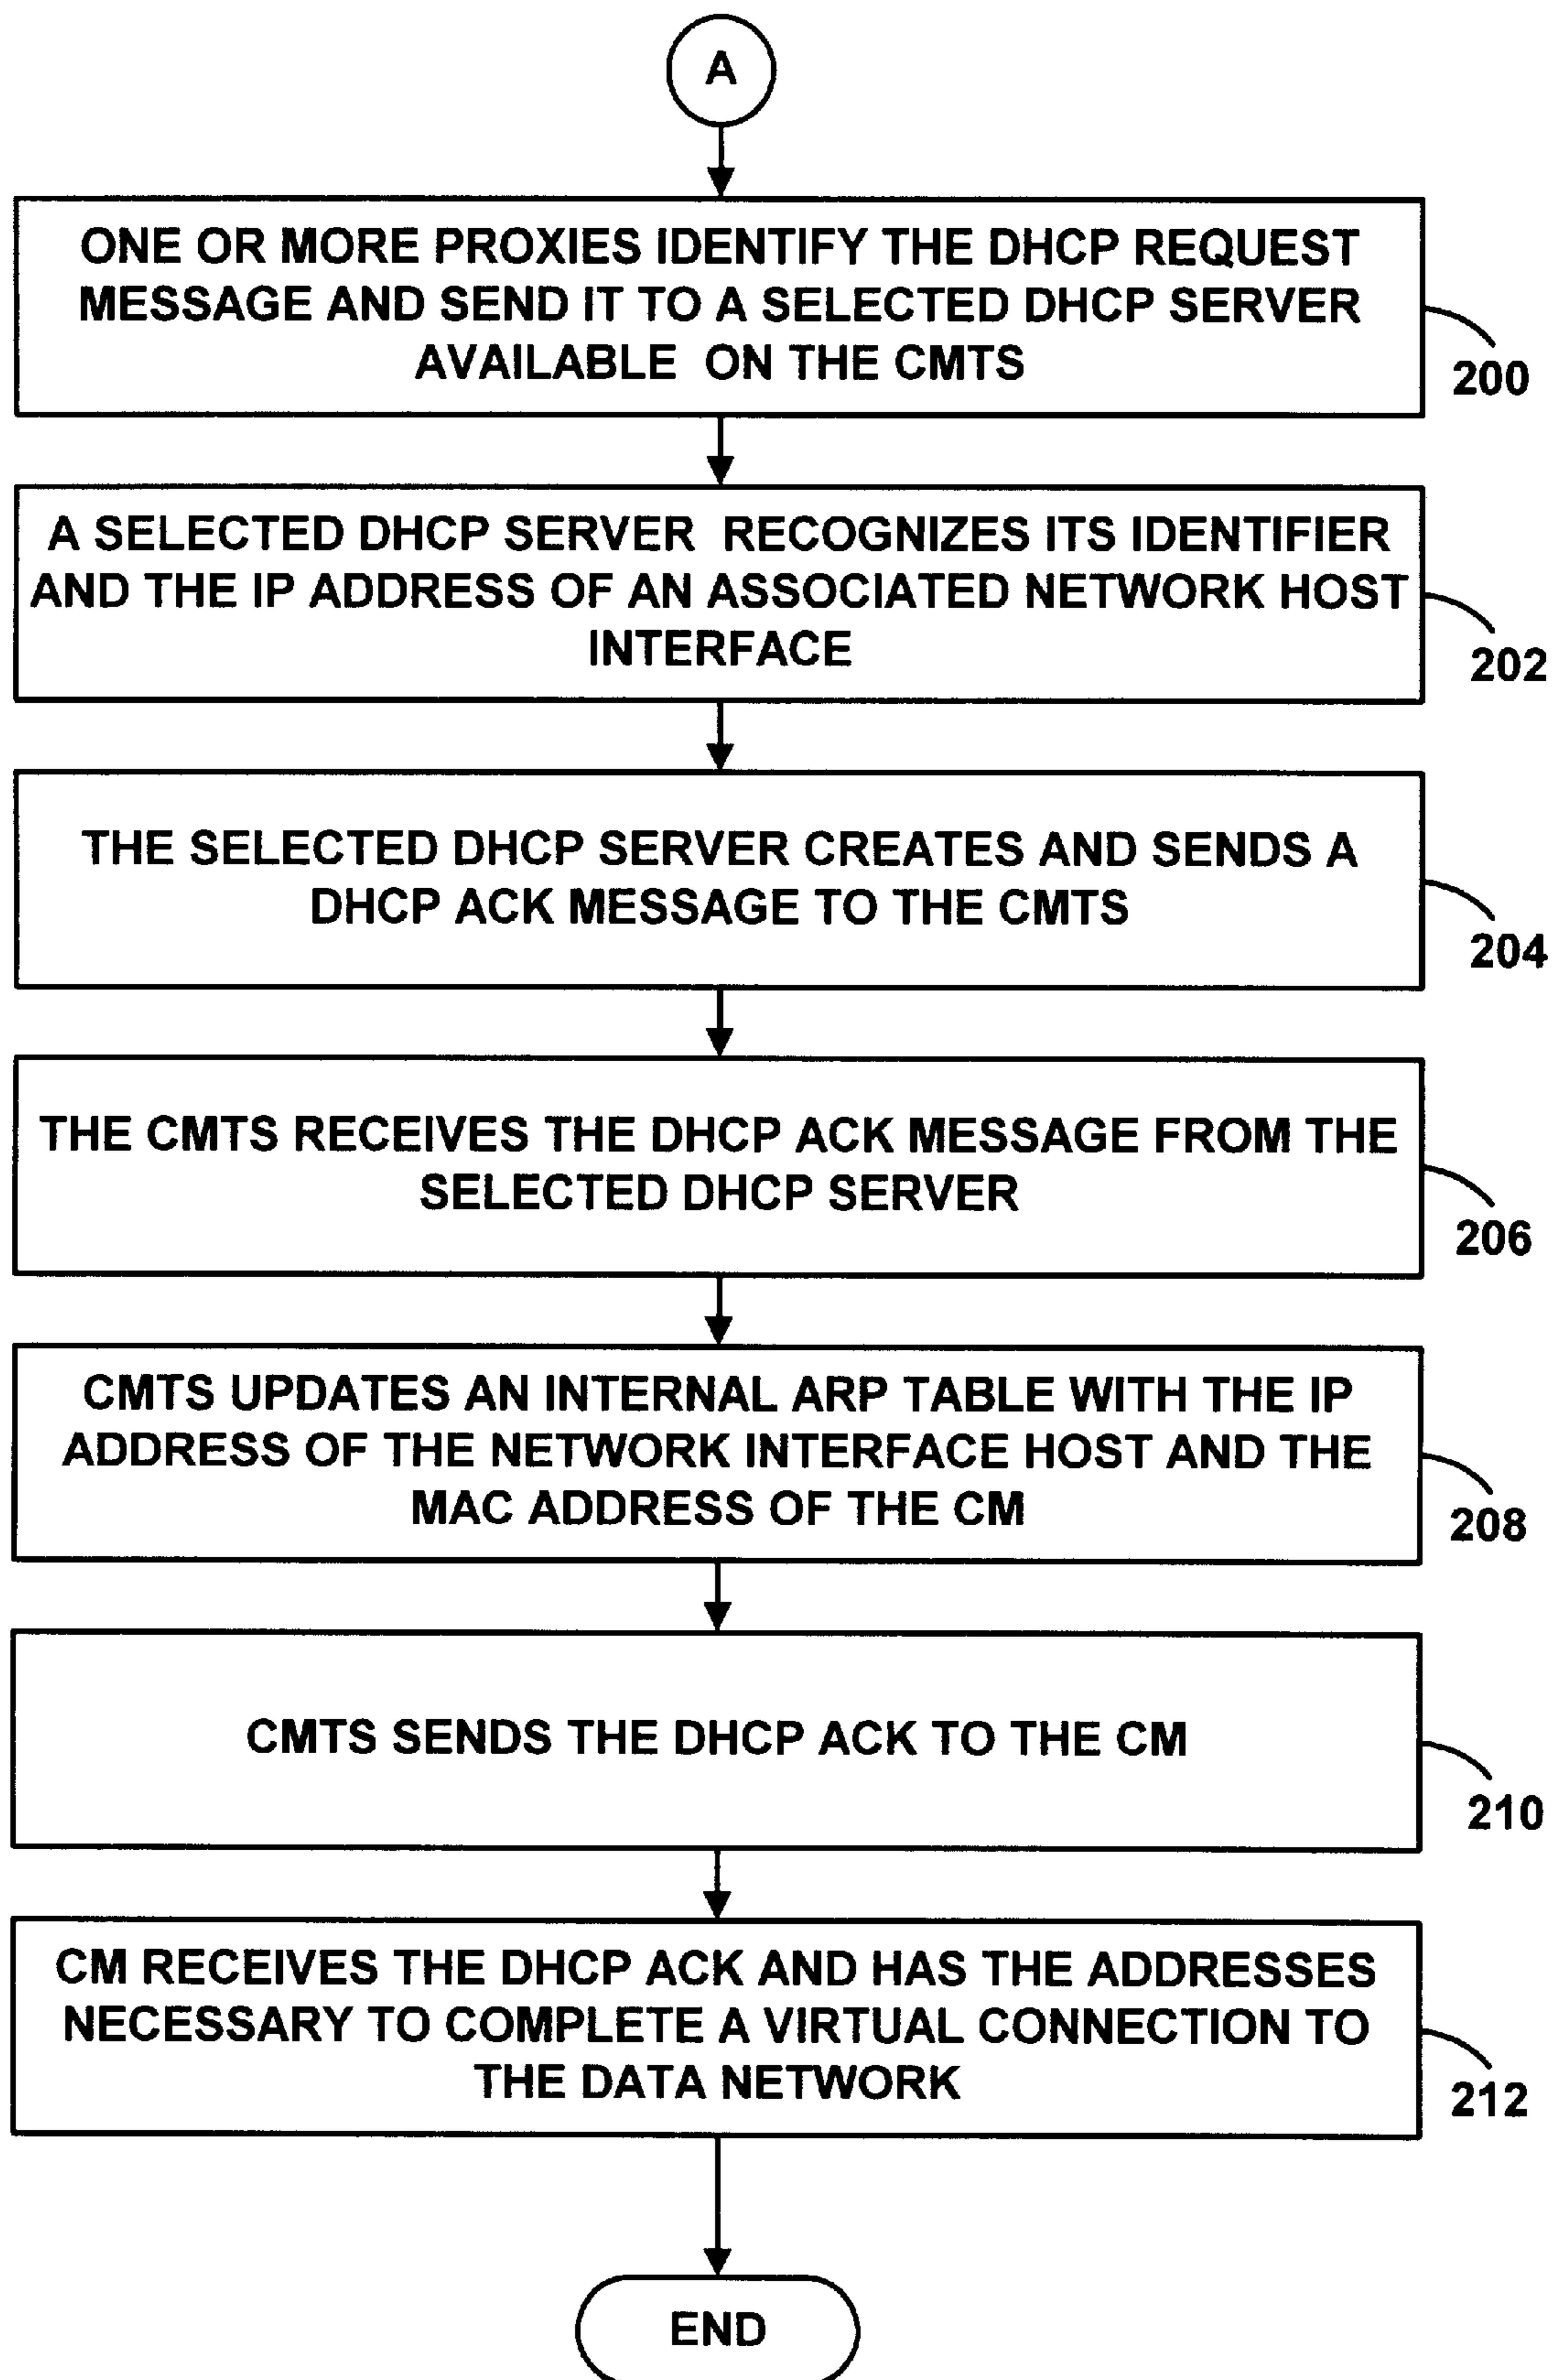 A
ONE OR MORE PROXIES IDENTIFY THE DHCP REQUEST
MESSAGE AND SEND IT TO A SELECTED DHCP SERVER
AVAILABLE ON THE CMTS
200
A SELECTED DHCP SERVER RECOGNIZES ITS IDENTIFIER
AND THE IP ADDRESS OF AN ASSOCIATED NETWORK HOST
INTERFACE
202
THE SELECTED DHCP SERVER CREATES AND SENDS A
DHCP ACK MESSAGE TO THE CMTS
204
THE CMTS RECEIVES THE DHCP ACK MESSAGE FROM THE
SELECTED DHCP SERVER
206
CMTS UPDATES AN INTERNAL ARP TABLE WITH THE IP
ADDRESS OF THE NETWORK INTERFACE HOST AND THE
MAC ADDRESS OF THE CM
208
CMTS SENDS THE DHCP ACK TO THE CM
210
CM RECEIVES THE DHCP ACK AND HAS THE ADDRESSES
NECESSARY TO COMPLETE A VIRTUAL CONNECTION TO
THE DATA NETWORK
212
END